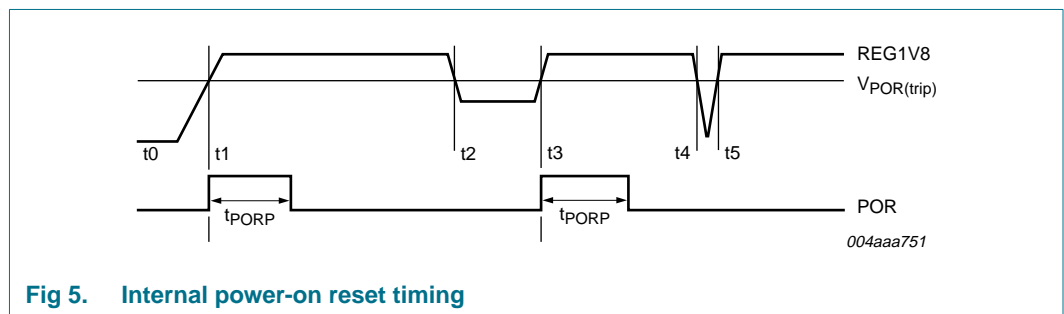 REG1V8
VPOR(trip)
t0 t1 t2 t3 t4 t5
tPORP tPORP
POR
004aaa751
Fig 5. Internal power-on reset timing